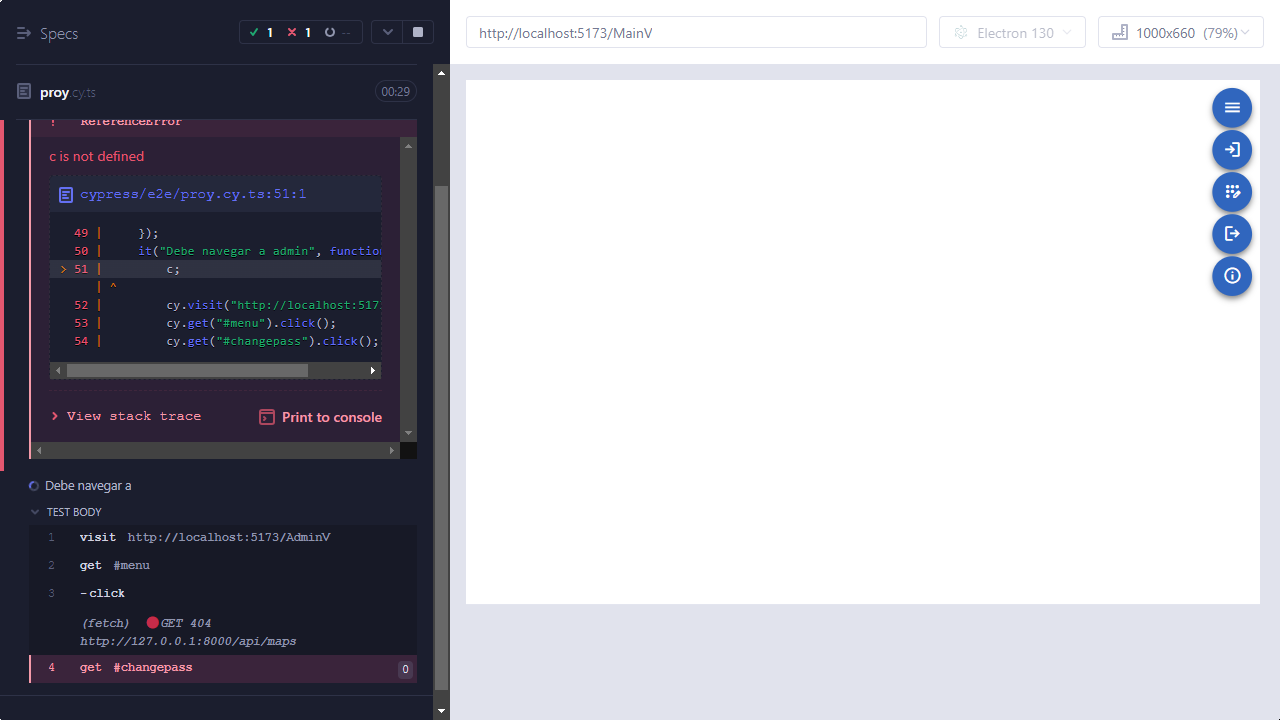 Specs
1
1
--
http://localhost:5173/MainV
Electron 130
1000x660 (79%)
proy.cy.ts
00:29
! ReferenceError
c is not defined
cypress/e2e/proy.cy.ts:51:1
49 | });
50 | it("Debe navegar a admin", function
> 51 | c;
| ^
52 | cy.visit("http://localhost:517
53 | cy.get("#menu").click();
54 | cy.get("#changepass").click();
> View stack trace
Print to console
Debe navegar a
TEST BODY
1 visit http://localhost:5173/AdminV
2 get #menu
3 -click
(fetch) GET 404
http://127.0.0.1:8000/api/maps
4 get #changepass 0